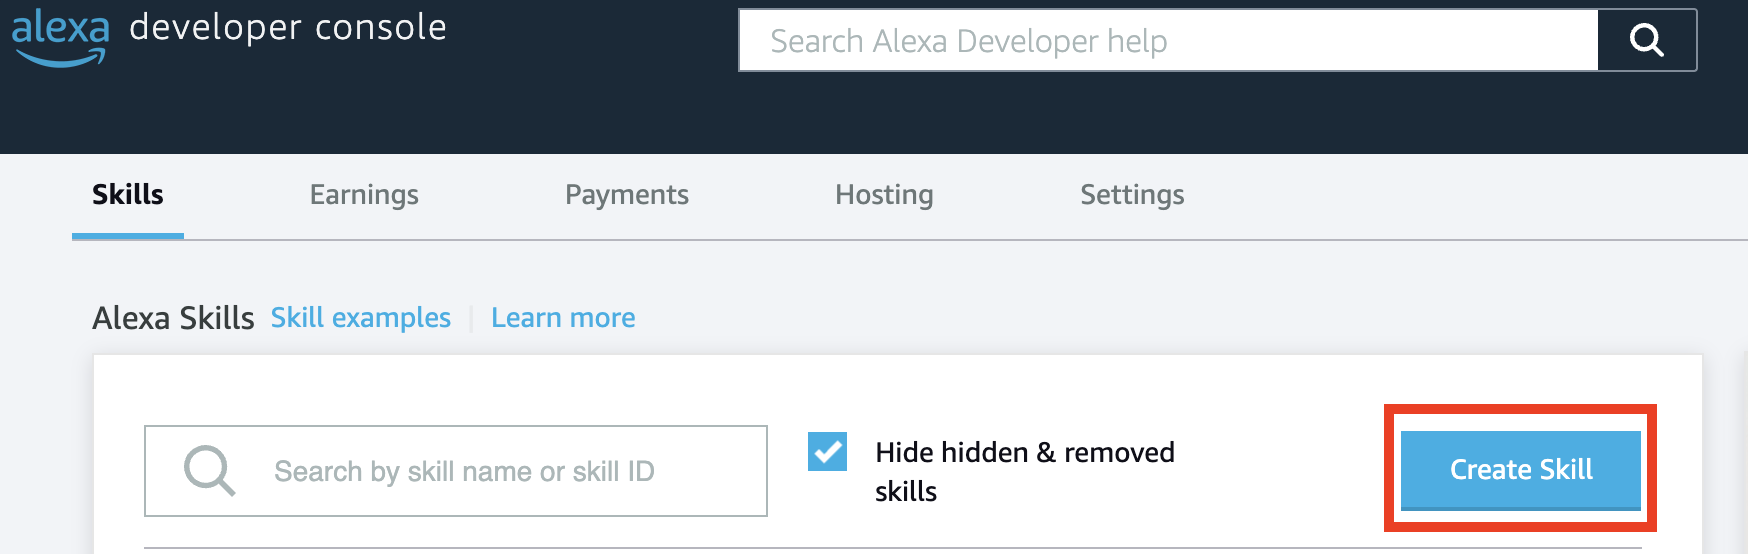 alexa developer console
Search Alexa Developer help
Skills Earnings Payments Hosting Settings
Alexa Skills Skill examples Learn more
Search by skill name or skill ID
Hide hidden & removed
skills
Create Skill